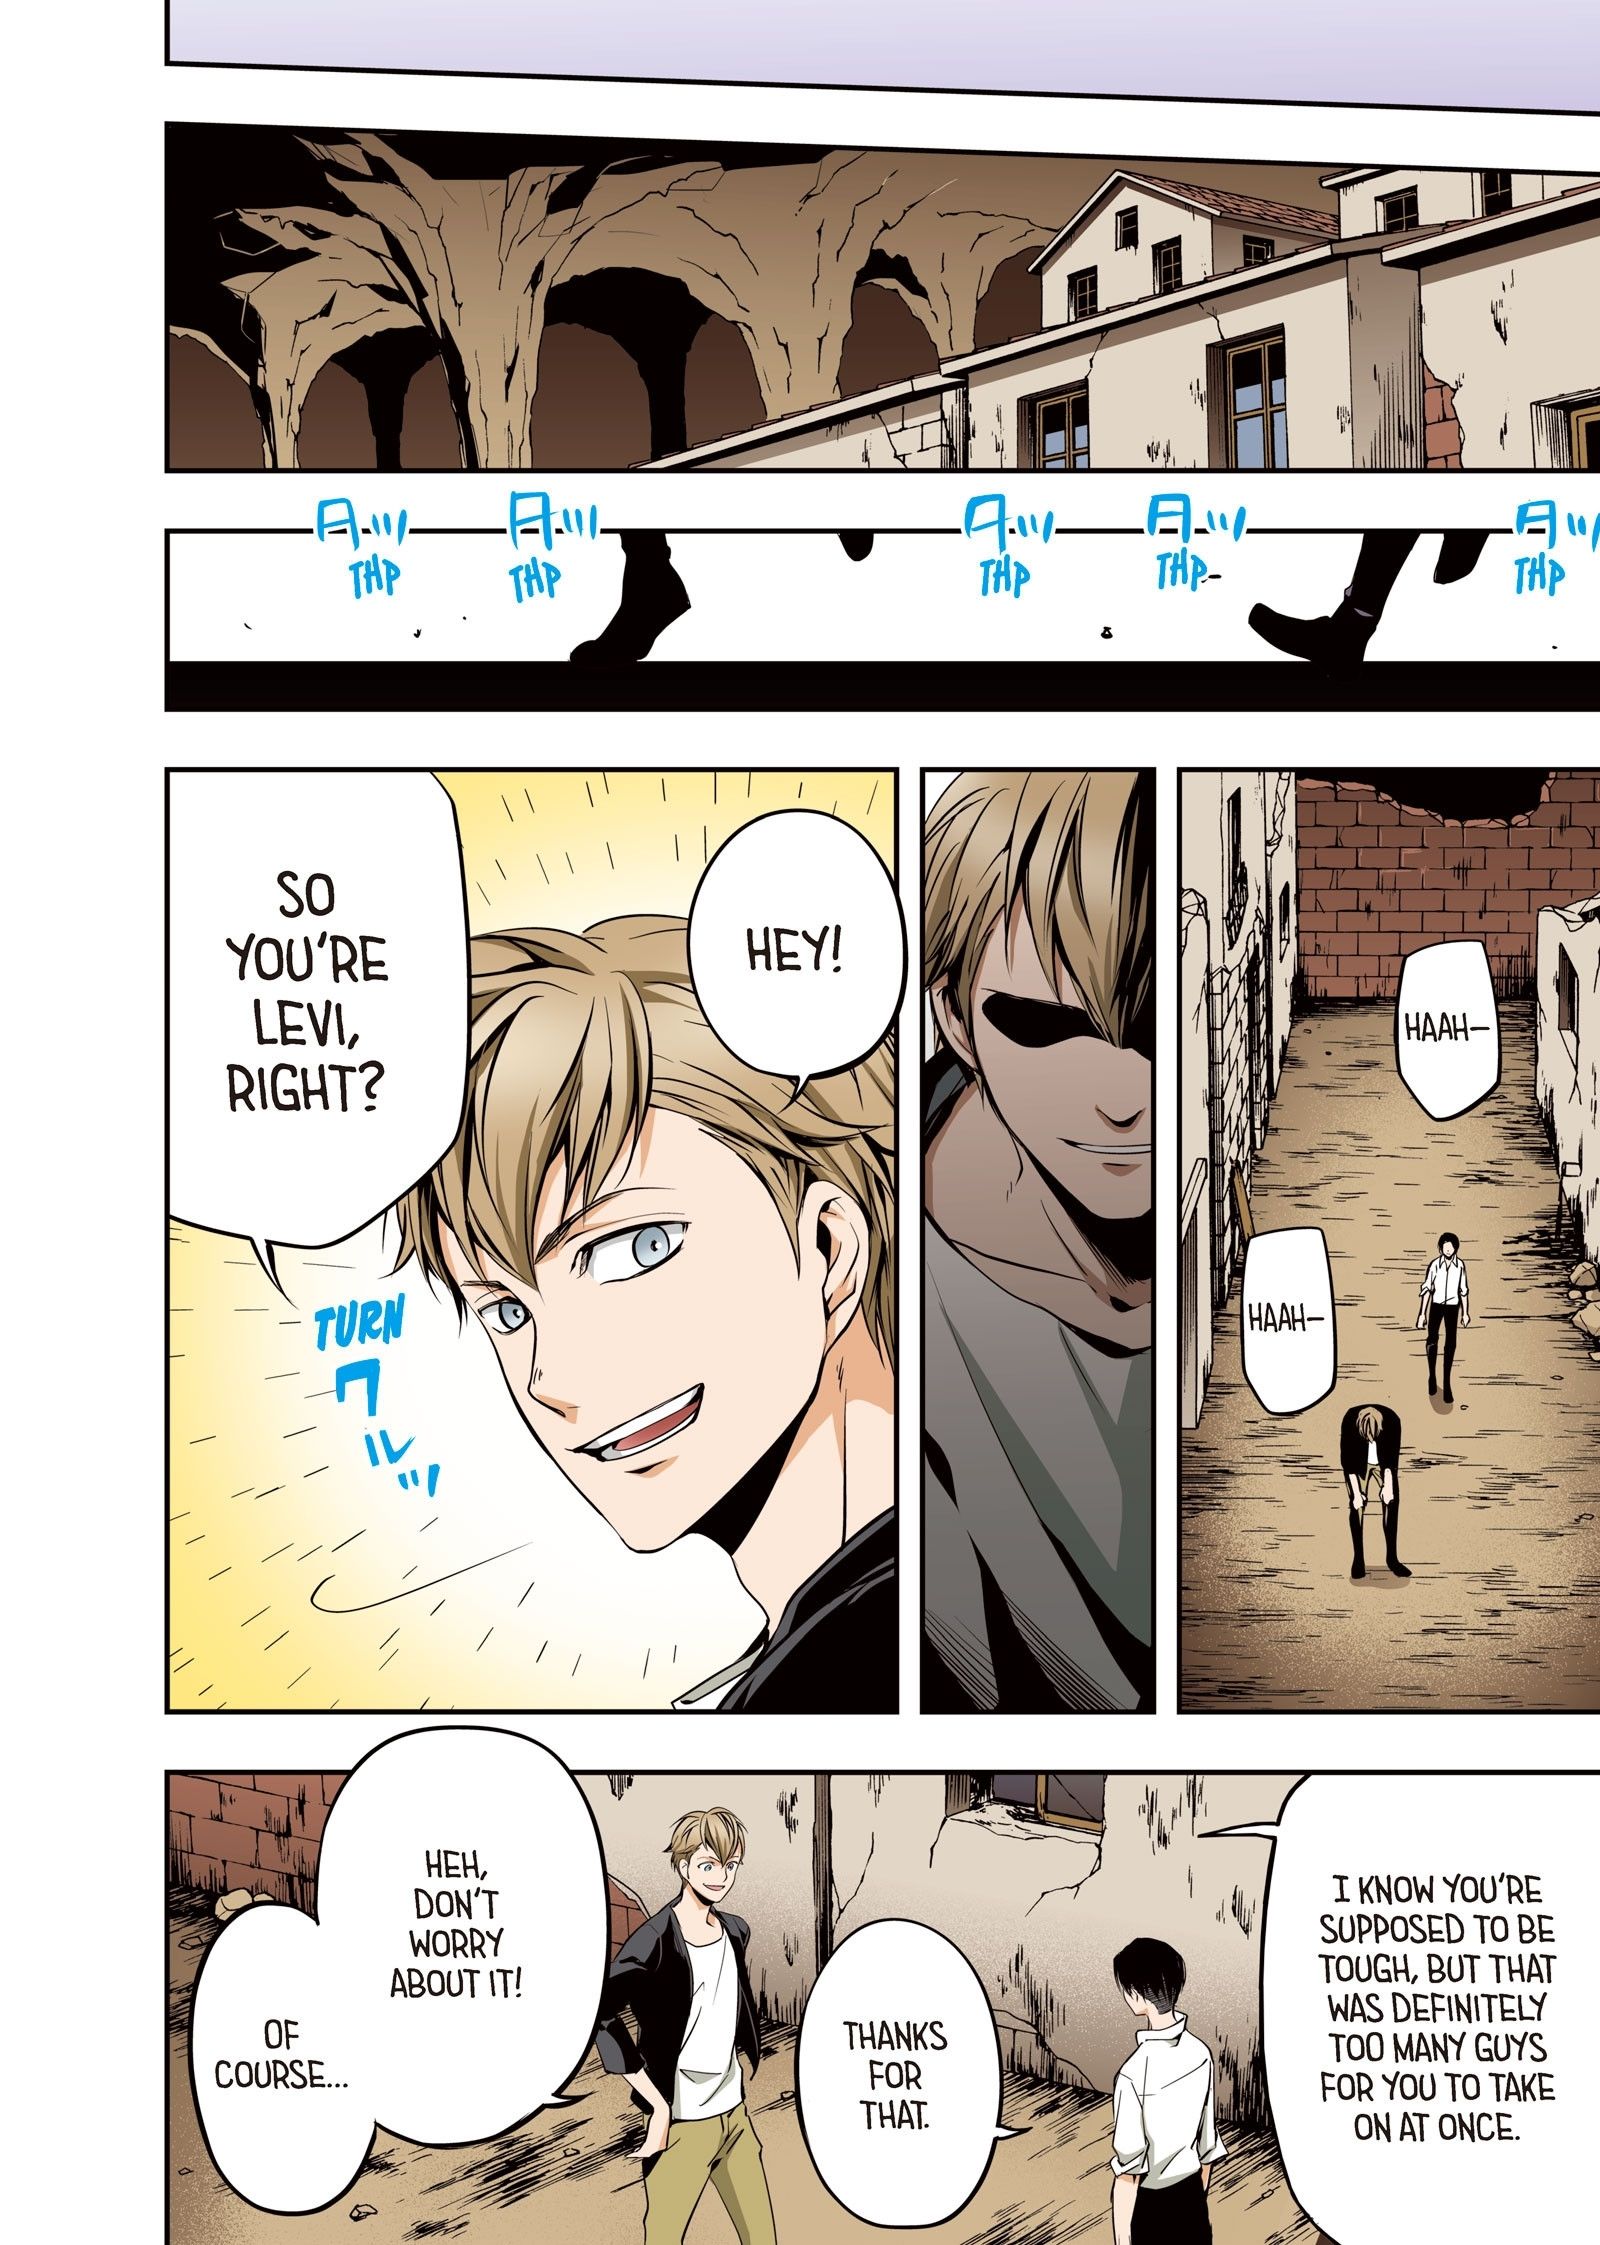 タッ
THP
タッ
THP
タッ
THP
タッ
THP
タッ
THP
HAAH–
HAAH–
HEY!
SO
YOU'RE
LEVI,
RIGHT?
TURN
クルッ
I KNOW YOU'RE
SUPPOSED TO BE
TOUGH, BUT THAT
WAS DEFINITELY
TOO MANY GUYS
FOR YOU TO TAKE
ON AT ONCE.
THANKS
FOR
THAT.
HEH,
DON'T
WORRY
ABOUT IT!
OF
COURSE...